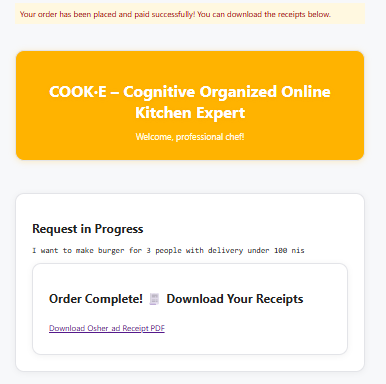 Your order has been placed and paid successfully! You can download the receipts below.
COOK·E – Cognitive Organized Online
Kitchen Expert
Welcome, professional chef!
Request in Progress
I want to make burger for 3 people with delivery under 100 nis
Order Complete! 🧾 Download Your Receipts
Download Osher_ad Receipt PDF